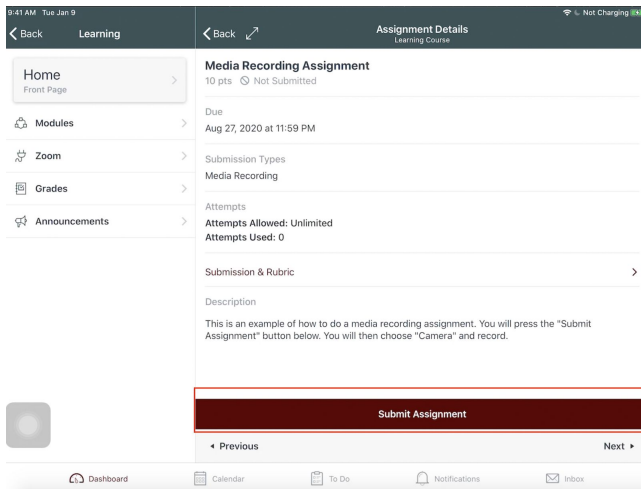 9:41 AM Tue Jan 9
Not Charging
Back
Learning
Back
Assignment Details
Learning Course
Home
Front Page
Modules
Zoom
Grades
Announcements
Media Recording Assignment
10 pts Not Submitted
Due
Aug 27, 2020 at 11:59 PM
Submission Types
Media Recording
Attempts
Attempts Allowed: Unlimited
Attempts Used: 0
Submission & Rubric
Description
This is an example of how to do a media recording assignment. You will press the "Submit
Assignment" button below. You will then choose "Camera" and record.
Submit Assignment
Previous
Next
Dashboard
Calendar
To Do
Notifications
Inbox